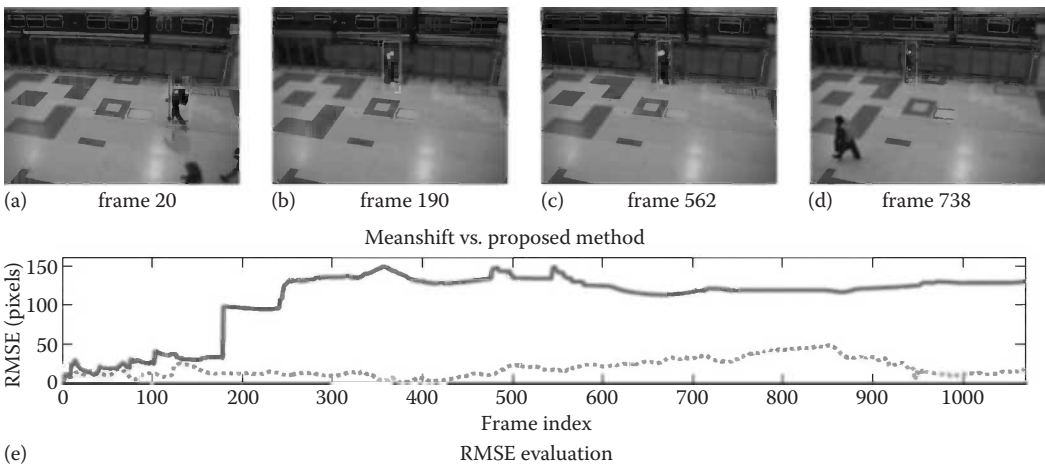 (a) frame 20
(b) frame 190
(c) frame 562
(d) frame 738
Meanshift vs. proposed method
RMSE (pixels)
150
100
50
0
0 100 200 300 400 500 600 700 800 900 1000
Frame index
(e) RMSE evaluation